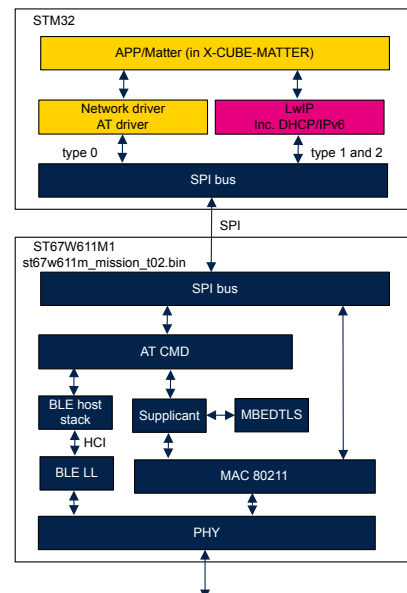 STM32
APP/Matter (in X-CUBE-MATTER)
Network driver
AT driver
LwIP
Inc. DHCP/IPv6
type 0
type 1 and 2
SPI bus
SPI
ST67W611M1
st67w611m_mission_t02.bin
SPI bus
AT CMD
BLE host
stack
Supplicant
MBEDTLS
HCI
BLE LL
MAC 80211
PHY